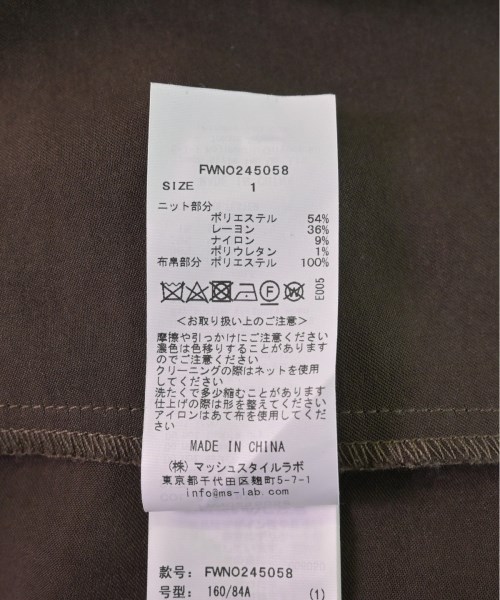 FWNO245058
SIZE 1
ニット部分
ポリエステル 54%
レーヨン 36%
ナイロン 9%
ポリウレタン 1%
布帛部分 ポリエステル 100%
E005
<お取り扱い上のご注意>
摩擦や引っかけにご注意ください
濃色は色移りすることがあります
のでご注意ください
クリーニングの際はネットを使用
してください
洗たくで多少縮むことがあります
仕上げの際は形を整えてください
アイロンはあて布を使用してくだ
さい
MADE IN CHINA
(株) マッシュスタイルラボ
東京都千代田区麹町5-7-1
info@ms-lab.com
款号: FWNO245058
号型: 160/84A (1)